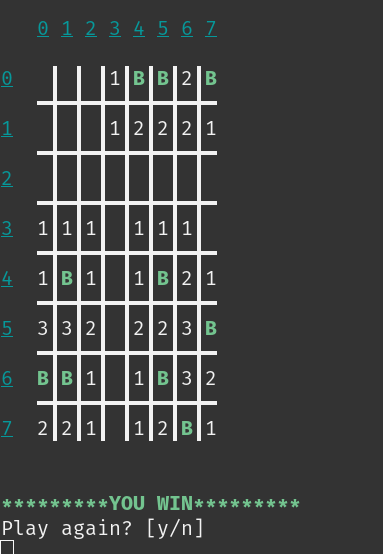 0 1 2 3 4 5 6 7
0 1 B B 2 B
1 1 2 2 2 1
2
3 1 1 1 1 1 1
4 1 B 1 1 B 2 1
5 3 3 2 2 2 3 B
6 B B 1 1 B 3 2
7 2 2 1 1 2 B 1
*********YOU WIN*********
Play again? [y/n]